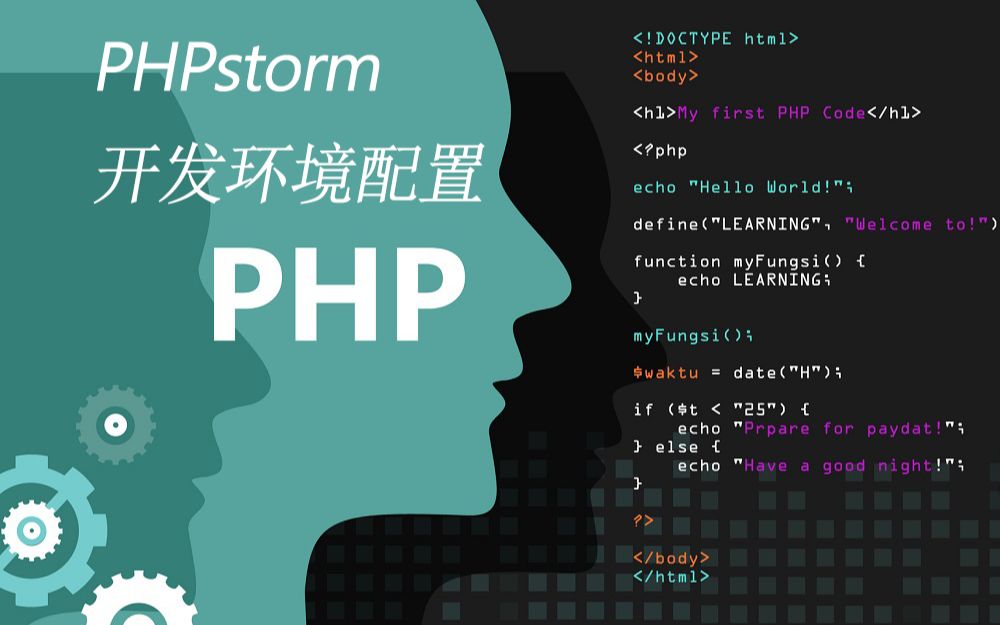 PHPstorm
开发环境配置
PHP
<!DOCTYPE html>
<html>
<body>
<h1>My first PHP Code</h1>
<?php
echo "Hello World!";
define("LEARNING", "Welcome to!")
function myFungsi() {
    echo LEARNING;
}
myFungsi();
$waktu = date("H");
if ($t < "25") {
    echo "Prpare for paydat!";
} else {
    echo "Have a good night!";
}
?>
</body>
</html>